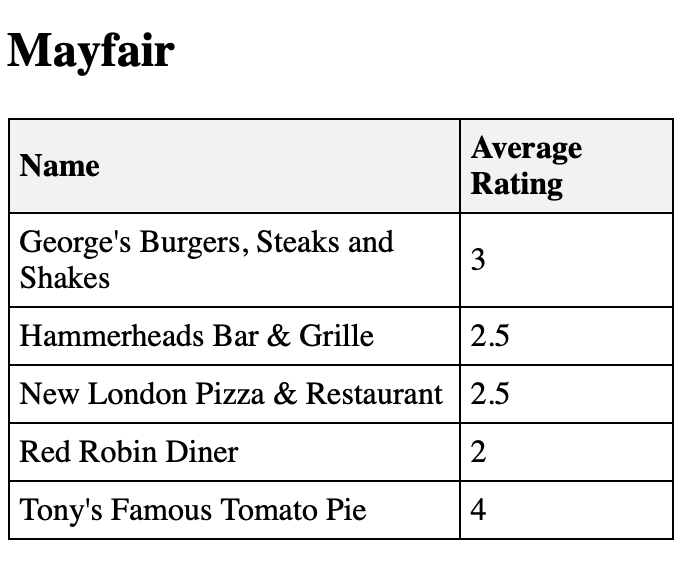 Mayfair
Name
Average
Rating
George's Burgers, Steaks and
Shakes
3
Hammerheads Bar & Grille
2.5
New London Pizza & Restaurant
2.5
Red Robin Diner
2
Tony's Famous Tomato Pie
4